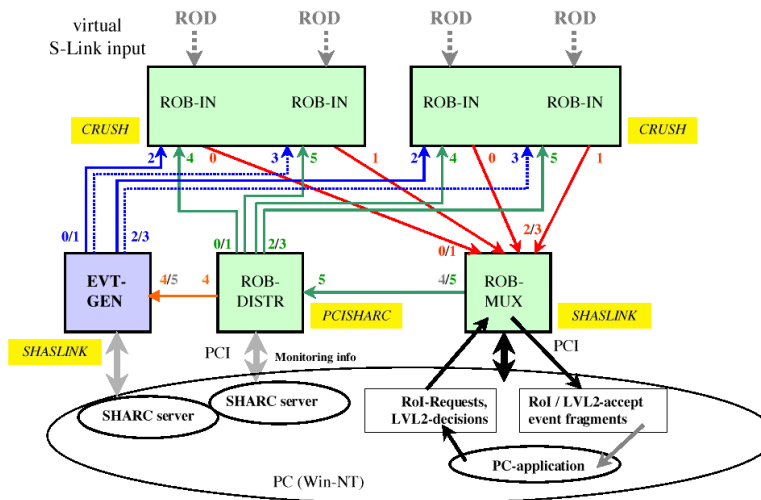 virtual
S-Link input
ROD ROD ROD ROD
ROB-IN ROB-IN ROB-IN ROB-IN
CRUSH CRUSH
2 4 0 3 5 1 2 4 0 3 5 1
0/1 2/3 0/1 2/3 0/1 2/3
EVT-
GEN
4/5 4
ROB-
DISTR
5 4/5
ROB-
MUX
PCISHARC
SHASLINK
SHASLINK
PCI
Monitoring info
PCI
SHARC server
SHARC server
RoI-Requests,
LVL2-decisions
RoI / LVL2-accept
event fragments
PC-application
PC (Win-NT)